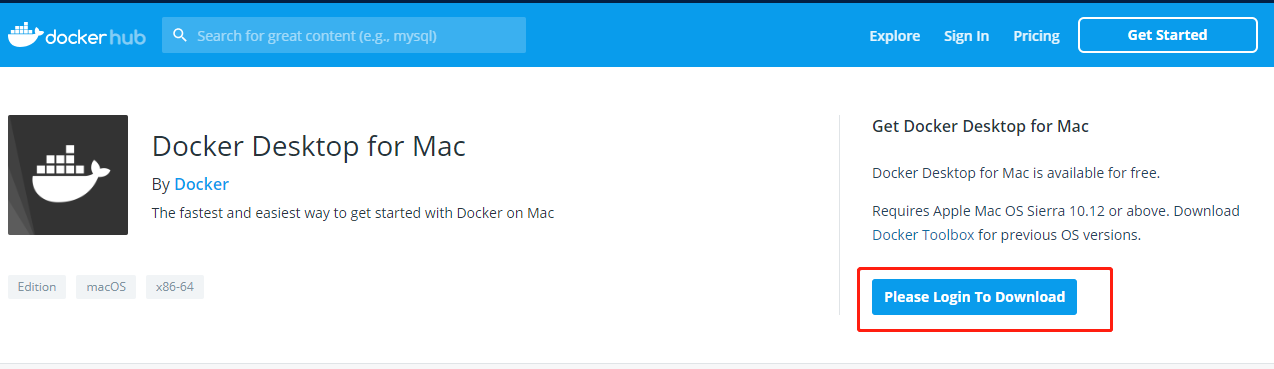 dockerhub
Search for great content (e.g., mysql)
Explore
Sign In
Pricing
Get Started
Docker Desktop for Mac
By Docker
The fastest and easiest way to get started with Docker on Mac
Edition
macOS
x86-64
Get Docker Desktop for Mac
Docker Desktop for Mac is available for free.
Requires Apple Mac OS Sierra 10.12 or above. Download
Docker Toolbox for previous OS versions.
Please Login To Download